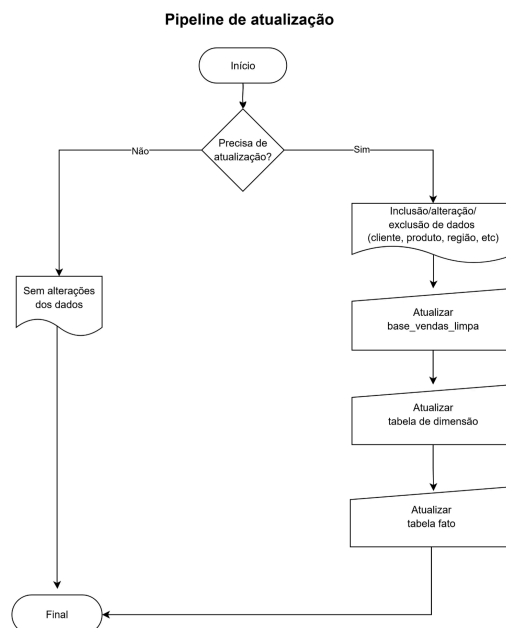 Pipeline de atualização
Início
Precisa de
atualização?
Não
Sim
Inclusão/alteração/
exclusão de dados
(cliente, produto, região, etc)
Sem alterações
dos dados
Atualizar
base_vendas_limpa
Atualizar
tabela de dimensão
Atualizar
tabela fato
Final